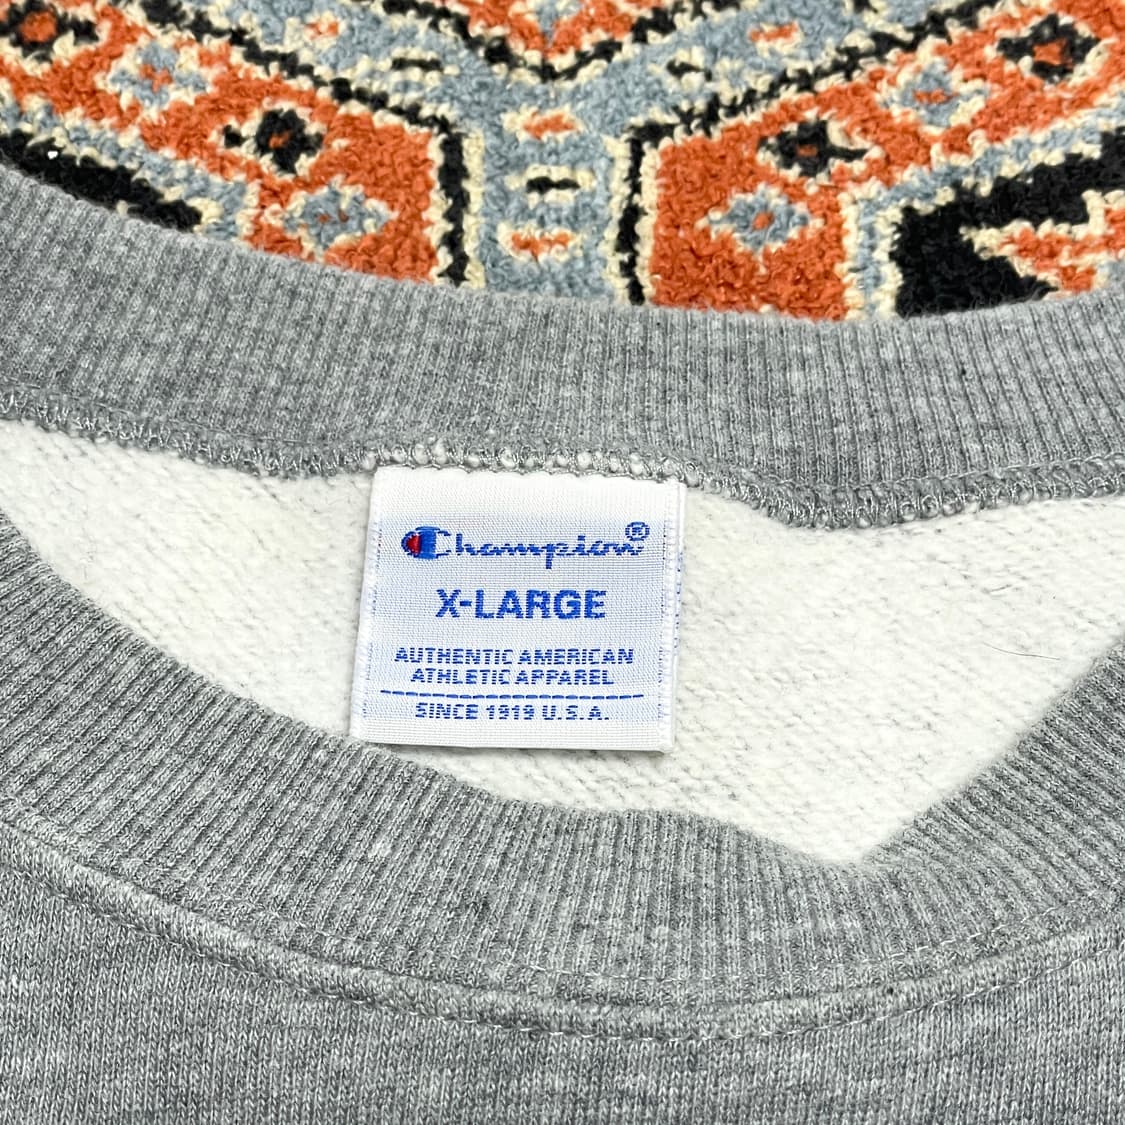 Champion®
X-LARGE
AUTHENTIC AMERICAN
ATHLETIC APPAREL
SINCE 1919 U.S.A.